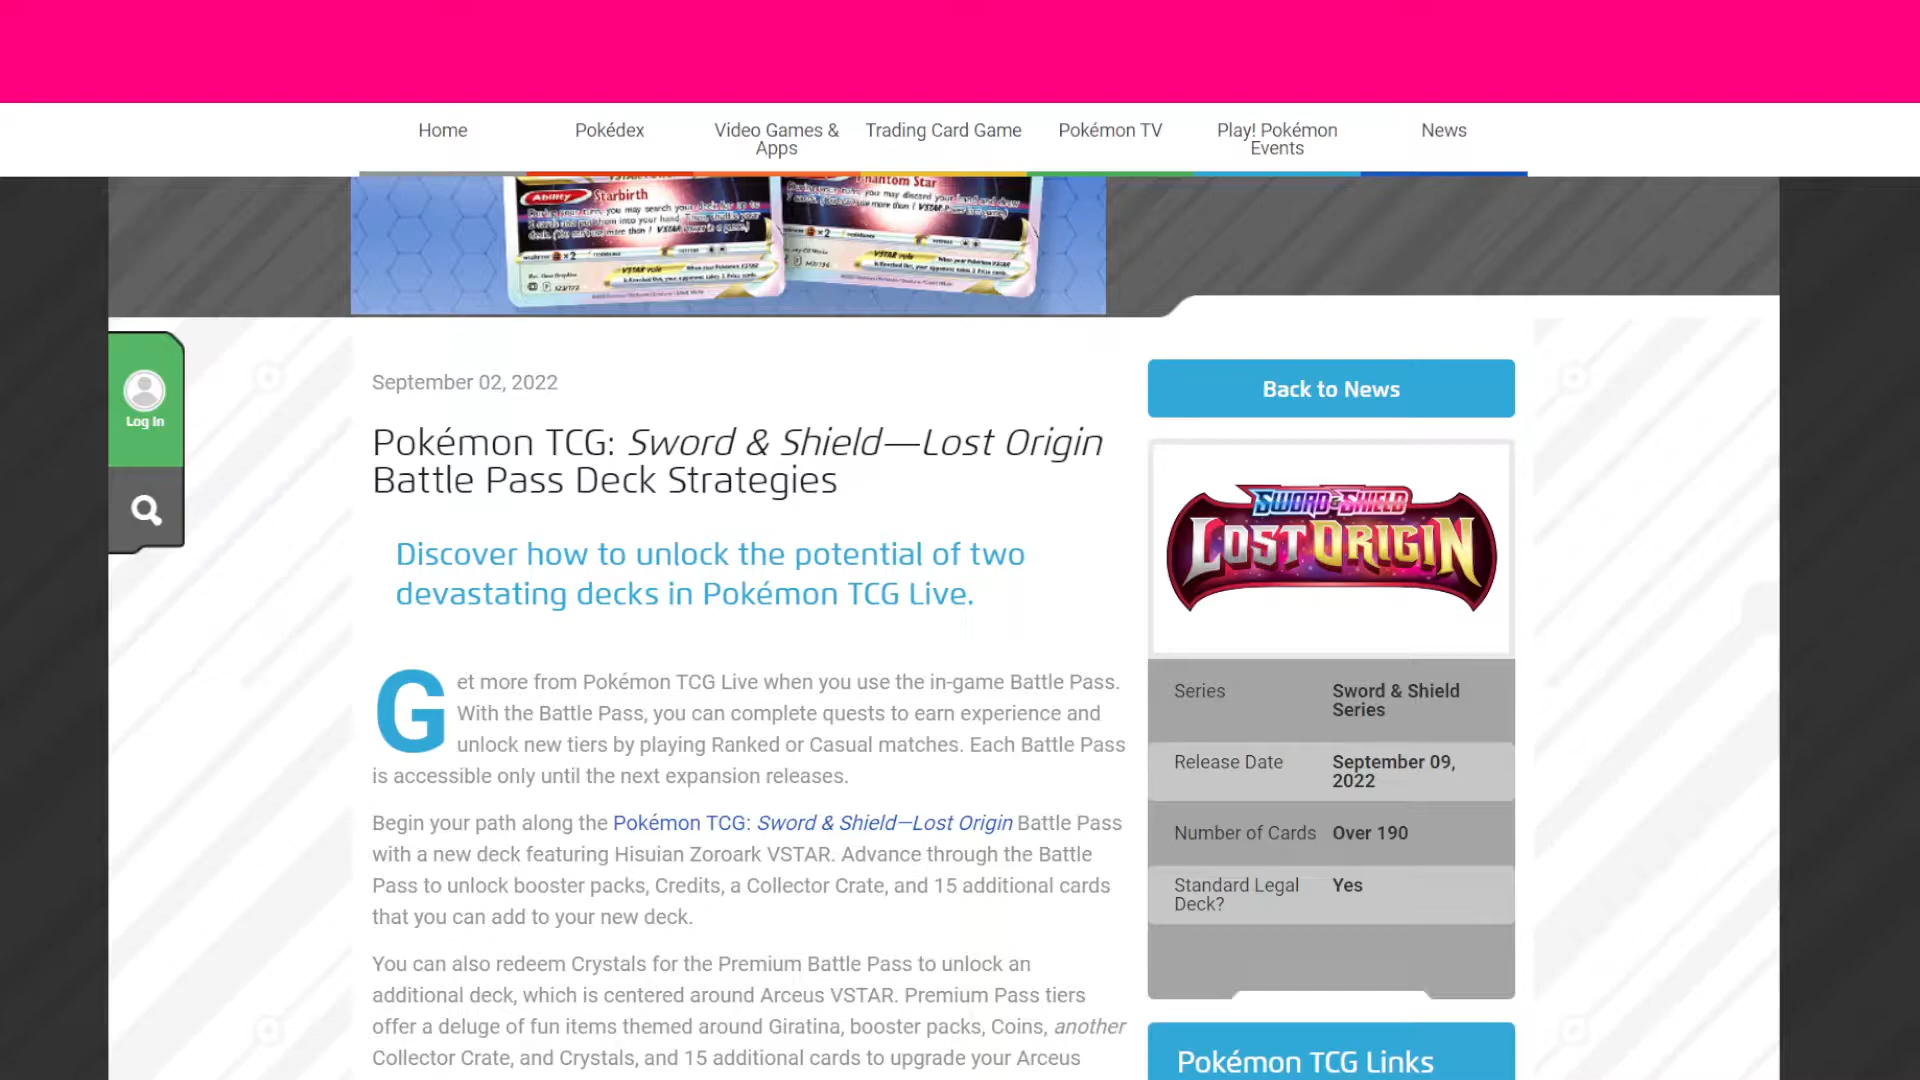 Home
Pokédex
Video Games &
Apps
Trading Card Game
Pokémon TV
Play! Pokémon
Events
News
Ability Starbirth
Phantom Star
September 02, 2022
Pokémon TCG: Sword & Shield—Lost Origin
Battle Pass Deck Strategies
Discover how to unlock the potential of two
devastating decks in Pokémon TCG Live.
Get more from Pokémon TCG Live when you use the in-game Battle Pass.
With the Battle Pass, you can complete quests to earn experience and
unlock new tiers by playing Ranked or Casual matches. Each Battle Pass
is accessible only until the next expansion releases.
Begin your path along the Pokémon TCG: Sword & Shield—Lost Origin Battle Pass
with a new deck featuring Hisuian Zoroark VSTAR. Advance through the Battle
Pass to unlock booster packs, Credits, a Collector Crate, and 15 additional cards
that you can add to your new deck.
You can also redeem Crystals for the Premium Battle Pass to unlock an
additional deck, which is centered around Arceus VSTAR. Premium Pass tiers
offer a deluge of fun items themed around Giratina, booster packs, Coins, another
Collector Crate, and Crystals, and 15 additional cards to upgrade your Arceus
Log In
Back to News
SWORD & SHIELD
LOST ORIGIN
Series Sword & Shield
Series
Release Date September 09,
2022
Number of Cards Over 190
Standard Legal Yes
Deck?
Pokémon TCG Links